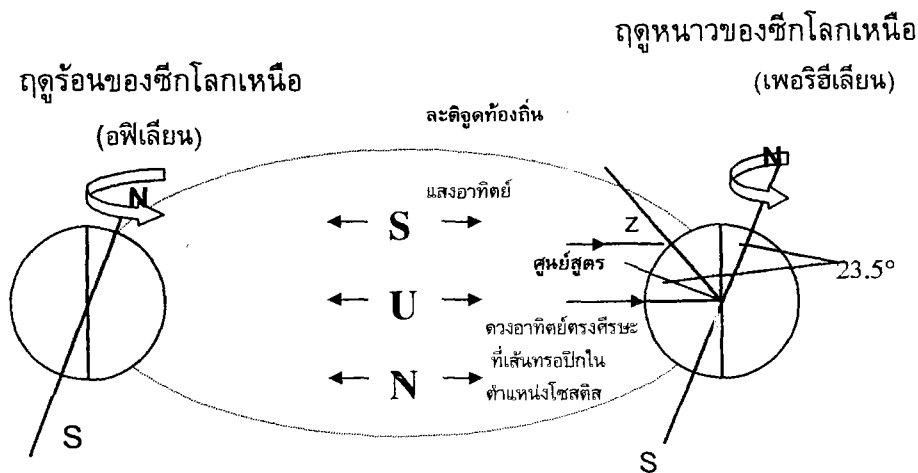 ฤดูหนาวของซีกโลกเหนือ
(เพอริฮีเลียน)
ฤดูร้อนของซีกโลกเหนือ
(อฟิเลียน)
ละติจูดท้องถิ่น
N
N
แสงอาทิตย์
S
Z
ศูนย์สูตร
23.5°
U
ดวงอาทิตย์ตรงศีรษะ
ที่เส้นทรอปิกใน
ตำแหน่งโซสติส
N
S
S